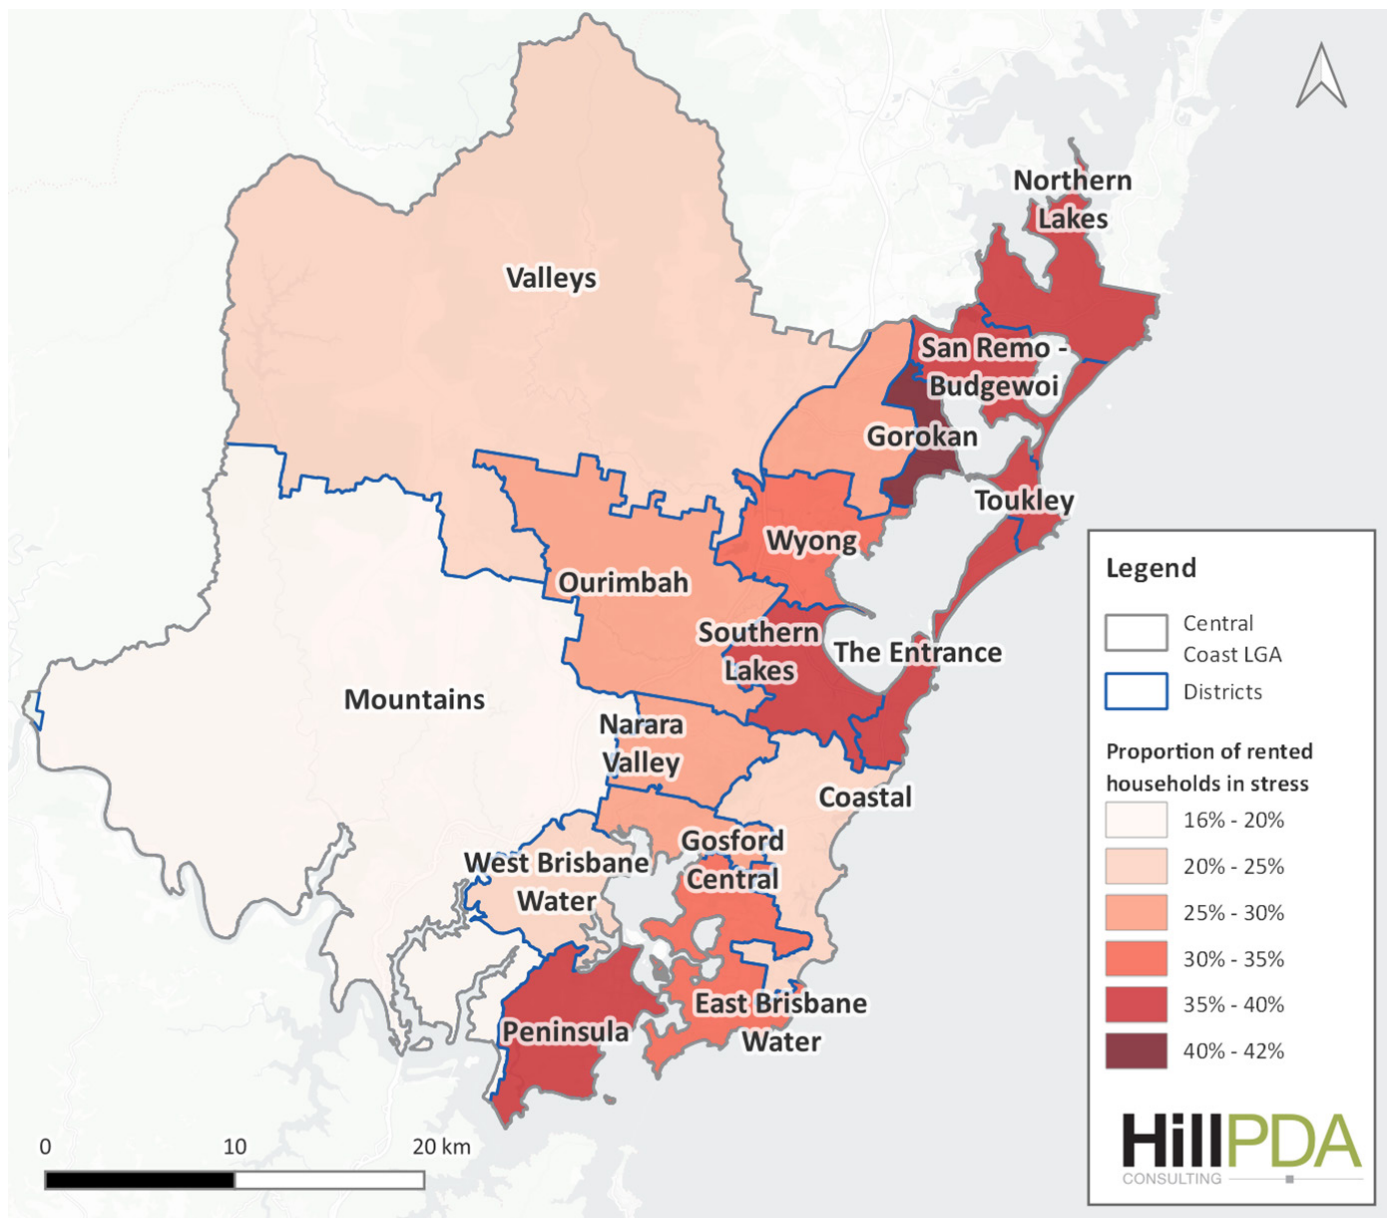 Northern
Lakes
Valleys
San Remo -
Budgewoi
Gorokan
Toukley
Wyong
Ourimbah
Southern
Lakes
The Entrance
Mountains
Narara
Valley
Coastal
Gosford
Central
West Brisbane
Water
East Brisbane
Water
Peninsula
0 10 20 km
Legend
Central
Coast LGA
Districts
Proportion of rented
households in stress
16% - 20%
20% - 25%
25% - 30%
30% - 35%
35% - 40%
40% - 42%
HillPDA
CONSULTING